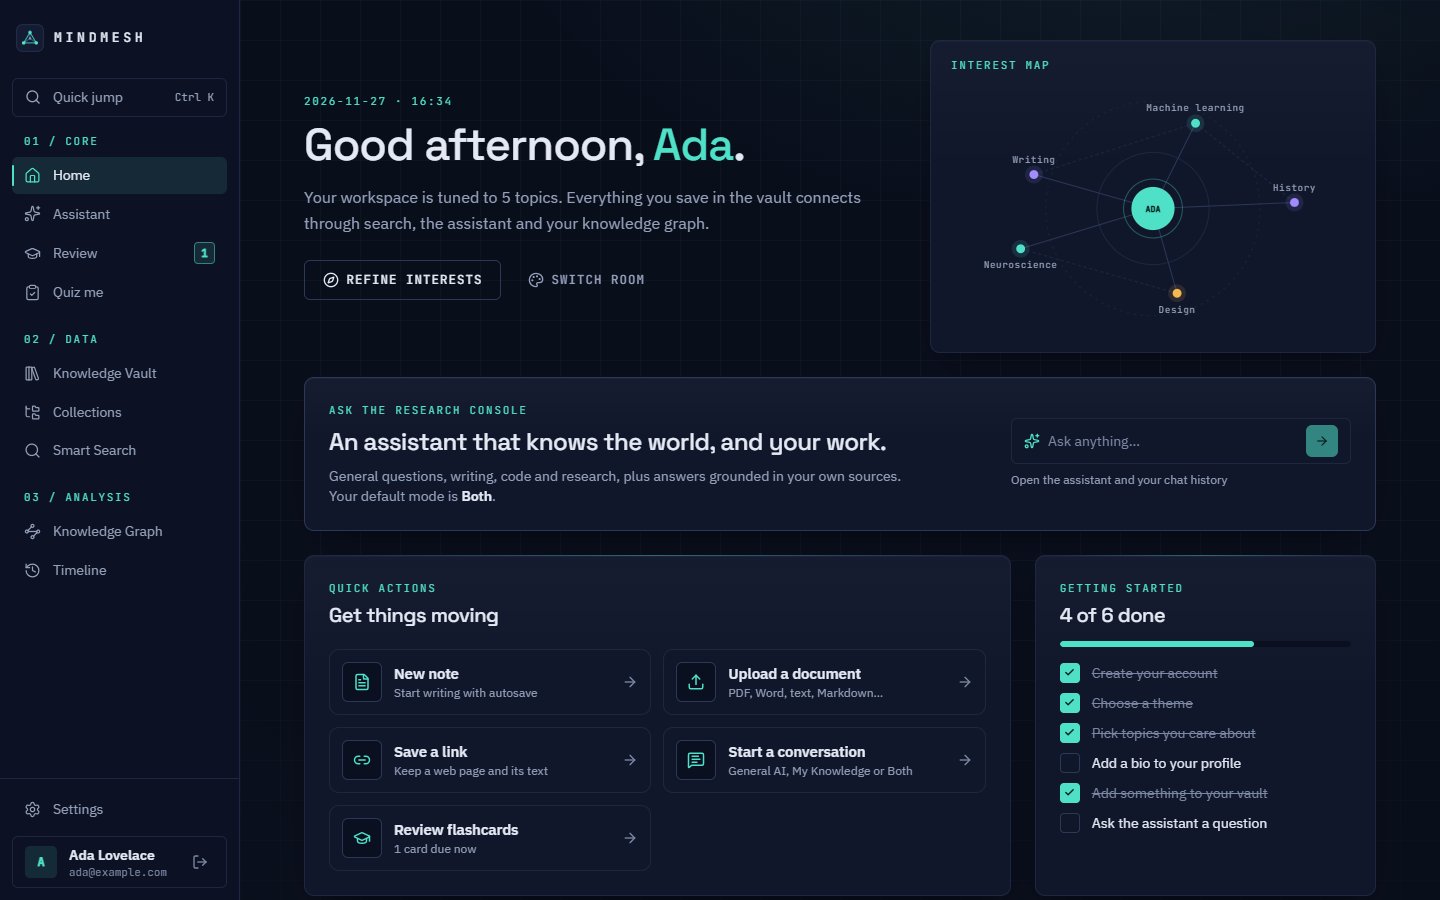 MINDMESH
Quick jump Ctrl K
01 / CORE
Home
Assistant
Review 1
Quiz me
02 / DATA
Knowledge Vault
Collections
Smart Search
03 / ANALYSIS
Knowledge Graph
Timeline
Settings
A
Ada Lovelace
ada@example.com
2026-11-27 · 16:34
Good afternoon, Ada.
Your workspace is tuned to 5 topics. Everything you save in the vault connects
through search, the assistant and your knowledge graph.
REFINE INTERESTS
SWITCH ROOM
INTEREST MAP
Machine learning
Writing
History
ADA
Neuroscience
Design
ASK THE RESEARCH CONSOLE
An assistant that knows the world, and your work.
General questions, writing, code and research, plus answers grounded in your own sources.
Your default mode is Both.
Ask anything...
Open the assistant and your chat history
QUICK ACTIONS
Get things moving
New note
Start writing with autosave
Upload a document
PDF, Word, text, Markdown...
Save a link
Keep a web page and its text
Start a conversation
General AI, My Knowledge or Both
Review flashcards
1 card due now
GETTING STARTED
4 of 6 done
Create your account
Choose a theme
Pick topics you care about
Add a bio to your profile
Add something to your vault
Ask the assistant a question